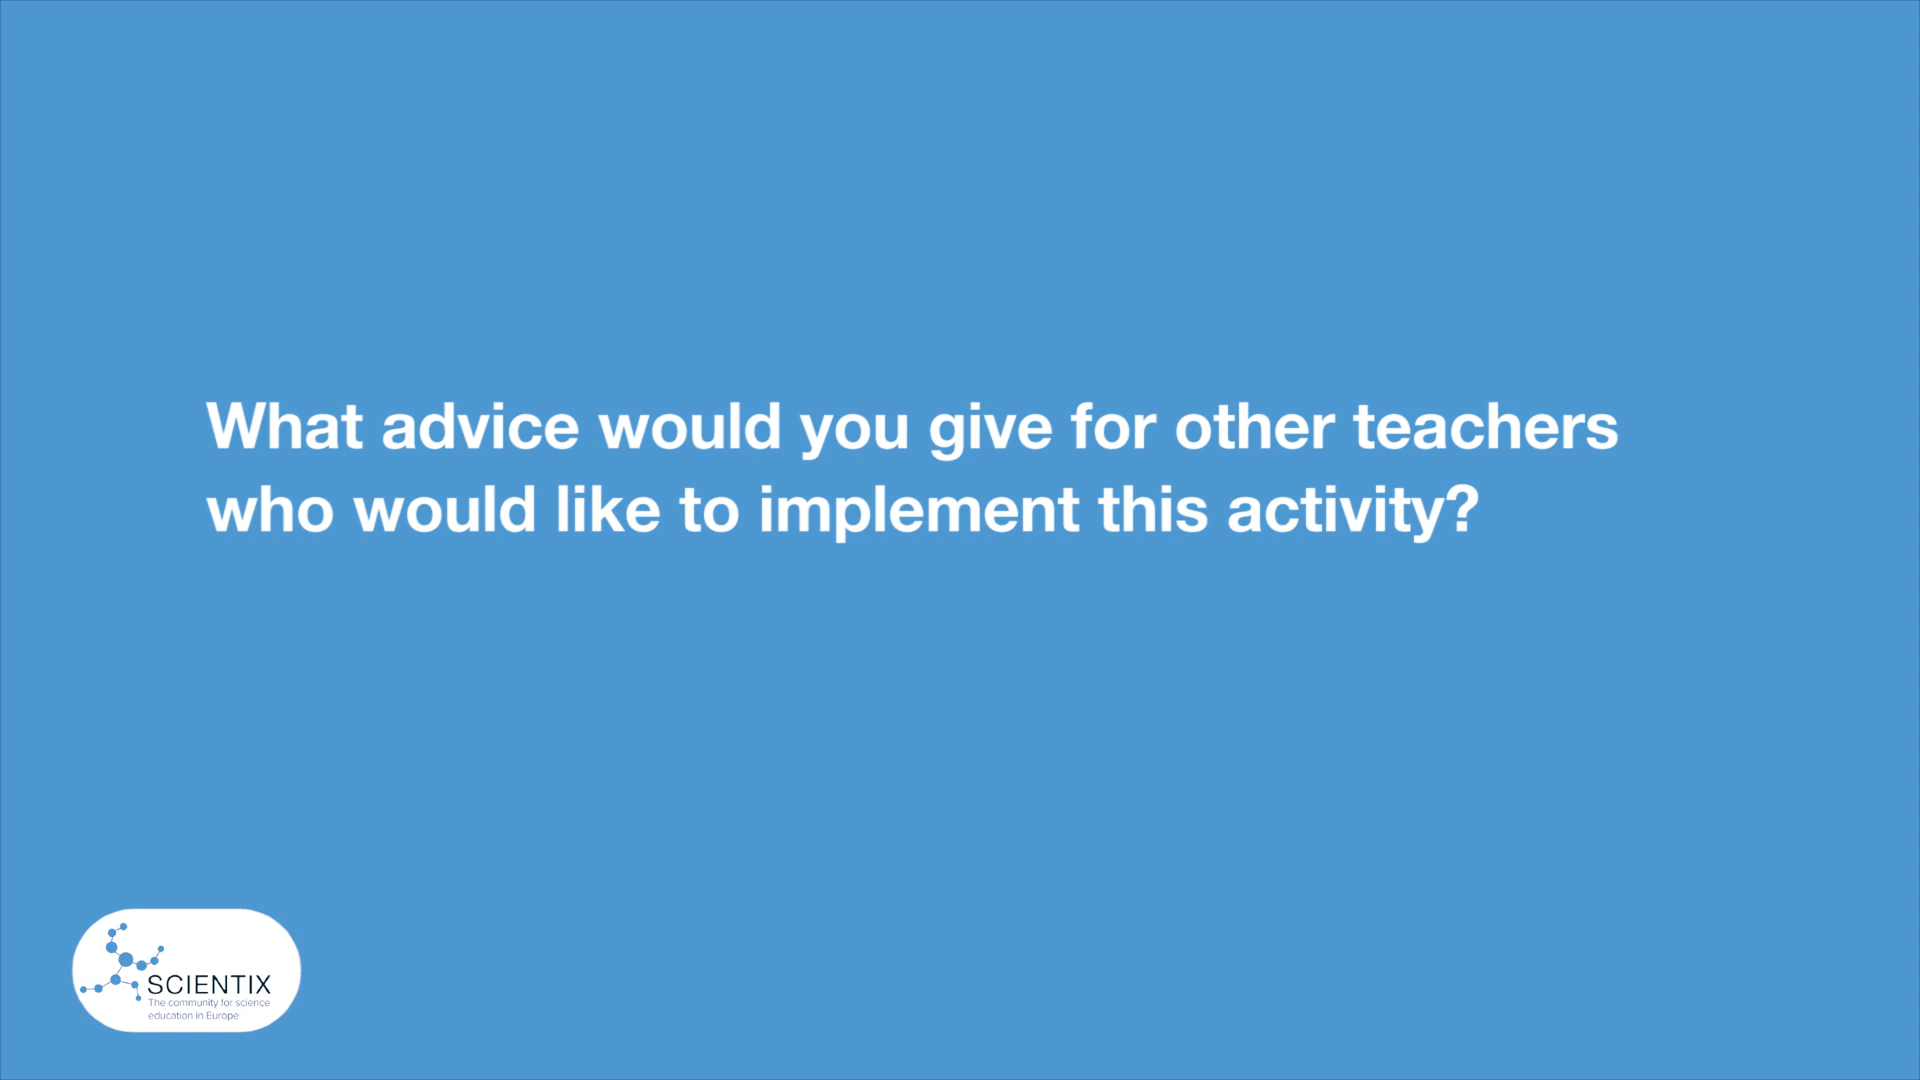 What advice would you give for other teachers
who would like to implement this activity?
SCIENTIX
The community for science
education in Europe